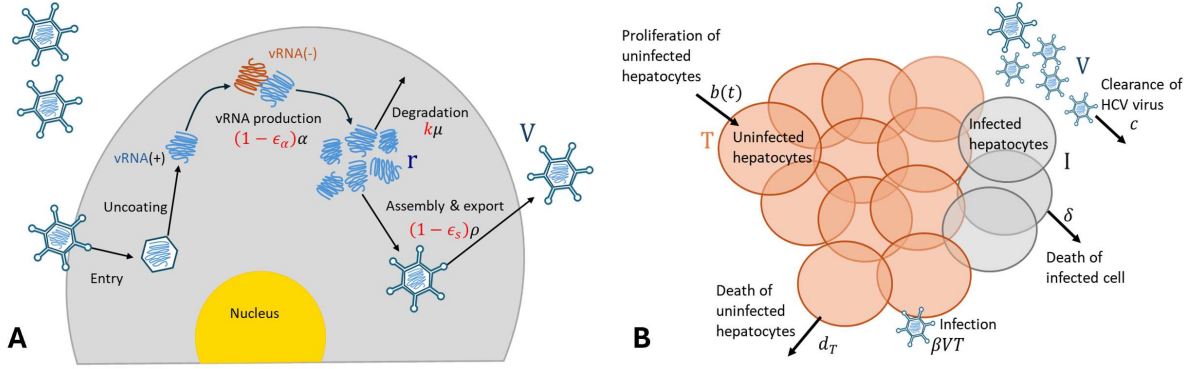 vRNA(-)
vRNA production
(1 − ϵα)α
Degradation
kμ
V
vRNA(+)
r
Uncoating
Assembly & export
(1 − ϵs)ρ
Entry
Nucleus
A
Proliferation of
uninfected
hepatocytes
b(t)
T
Uninfected
hepatocytes
Infected
hepatocytes
I
V
Clearance of
HCV virus
c
δ
Death of
infected cell
Death of
uninfected
hepatocytes
dT
Infection
βVT
B